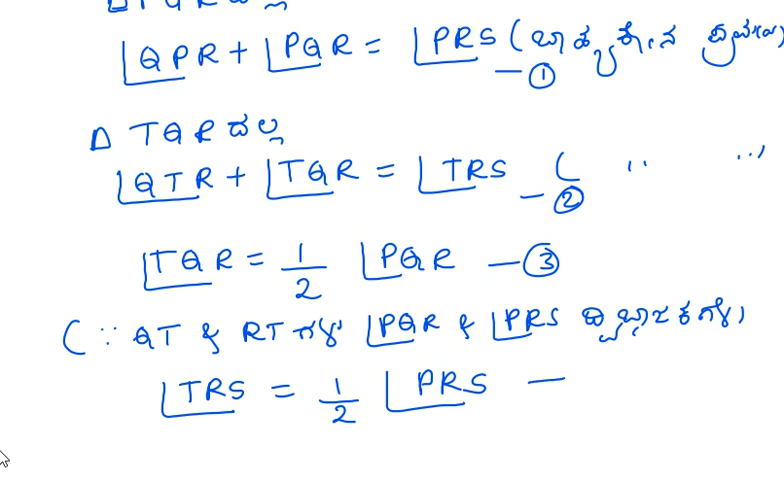 ∠QPR + ∠PQR = ∠PRS (ಬಾಹ್ಯಕೋನ ಪ್ರಮೇಯ)
— ①
Δ TQR ದಲ್ಲಿ
∠QTR + ∠TQR = ∠TRS ( " ")
— ②
∠TQR = 1/2 ∠PQR — ③
(∵ QT & RT ಗಳು ∠PQR & ∠PRS ದ್ವಿಭಾಜಕಗಳು)
∠TRS = 1/2 ∠PRS —